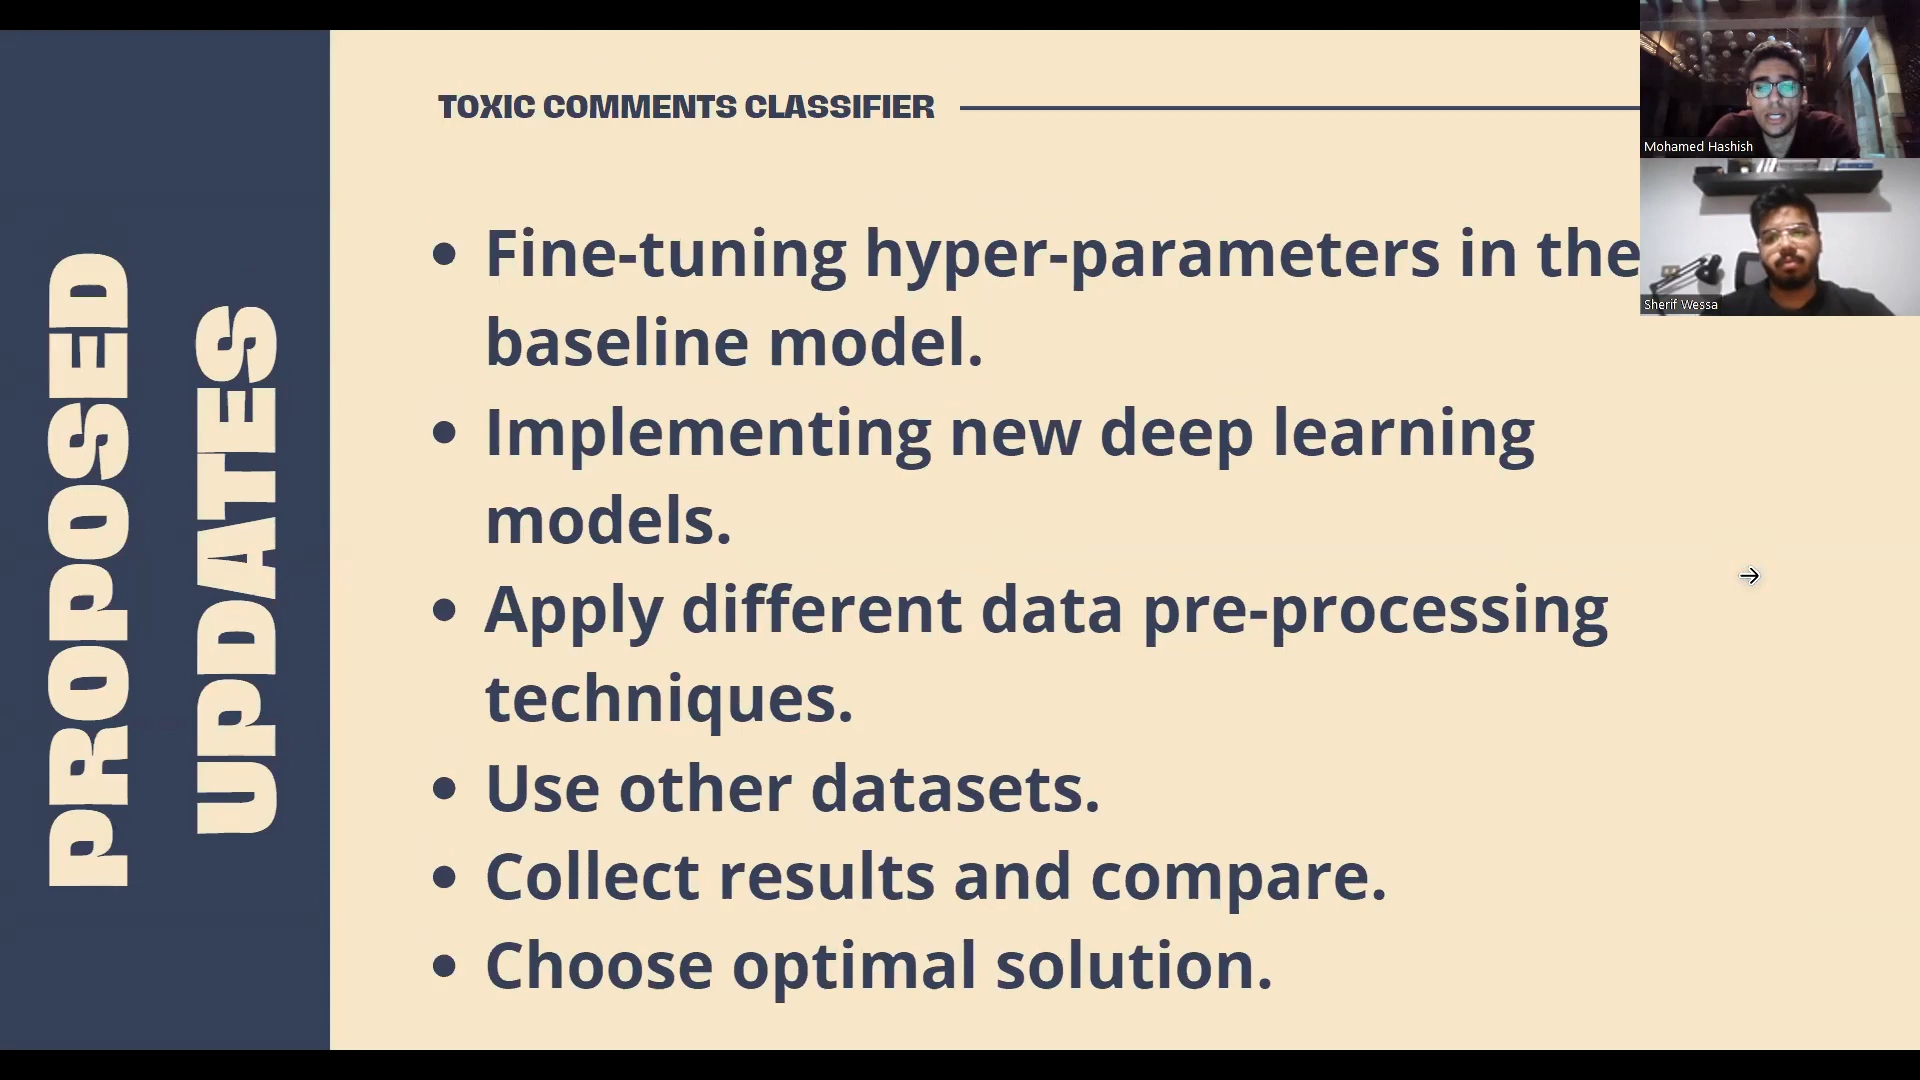 PROPOSED
UPDATES
TOXIC COMMENTS CLASSIFIER
• Fine-tuning hyper-parameters in the
baseline model.
• Implementing new deep learning
models.
• Apply different data pre-processing
techniques.
• Use other datasets.
• Collect results and compare.
• Choose optimal solution.
Mohamed Hashish
Sherif Wessa